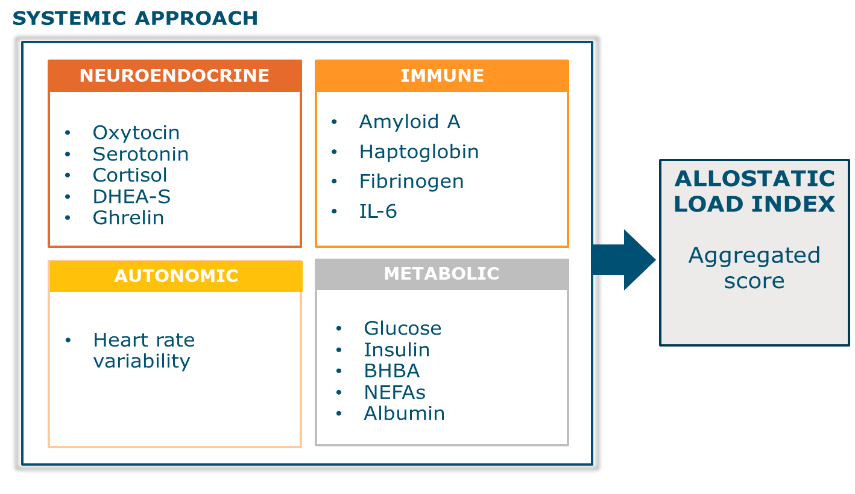 SYSTEMIC APPROACH
NEUROENDOCRINE
• Oxytocin
• Serotonin
• Cortisol
• DHEA-S
• Ghrelin
IMMUNE
• Amyloid A
• Haptoglobin
• Fibrinogen
• IL-6
AUTONOMIC
• Heart rate
variability
METABOLIC
• Glucose
• Insulin
• BHBA
• NEFAs
• Albumin
ALLOSTATIC
LOAD INDEX
Aggregated
score